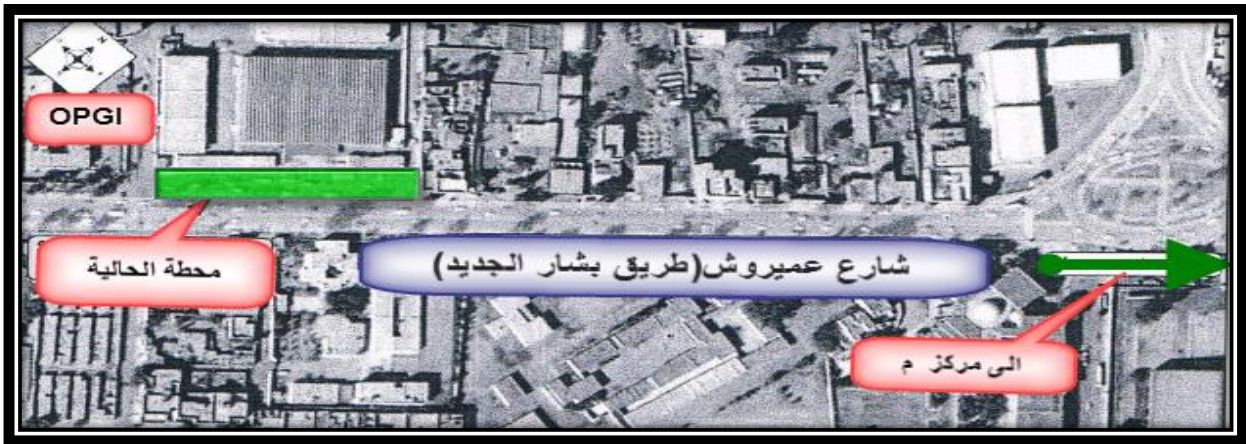 OPGI
محطة الحالية
شارع عميروش(طريق بشار الجديد)
الى مركز م